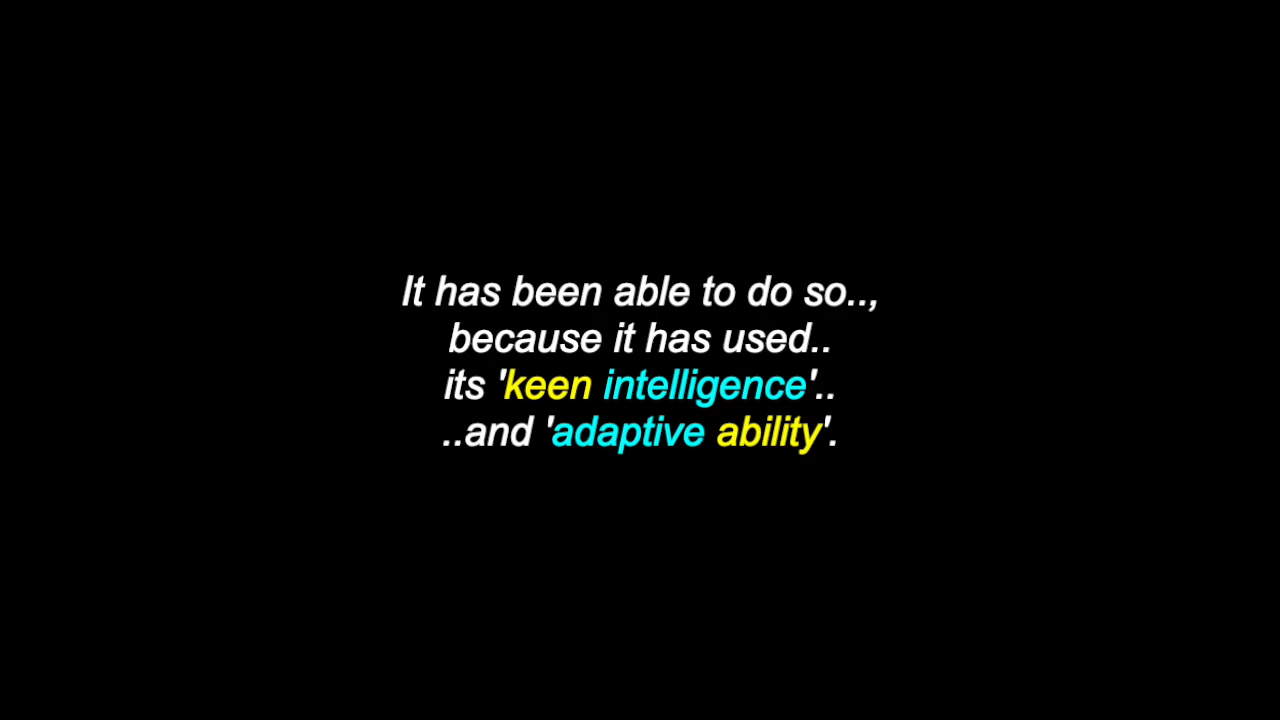 It has been able to do so..,
because it has used..
its 'keen intelligence'..
..and 'adaptive ability'.